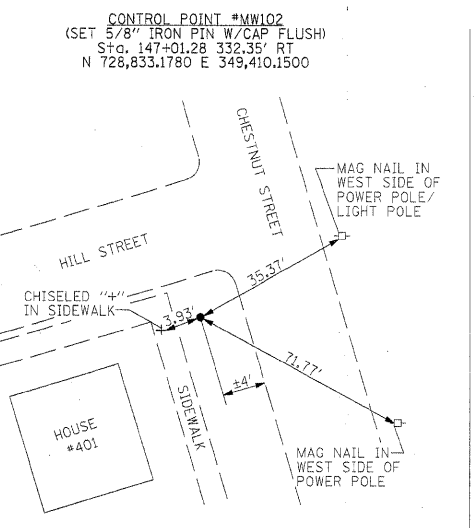 CONTROL POINT #MW102
(SET 5/8" IRON PIN W/CAP FLUSH)
Sta. 147+01.28 332.35' RT
N 728,833.1780 E 349,410.1500
CHESTNUT STREET
MAG NAIL IN
WEST SIDE OF
POWER POLE/
LIGHT POLE
HILL STREET
35.37'
CHISELED "+"
IN SIDEWALK
3.93'
71.77'
±4'
SIDEWALK
HOUSE
#401
MAG NAIL IN
WEST SIDE OF
POWER POLE